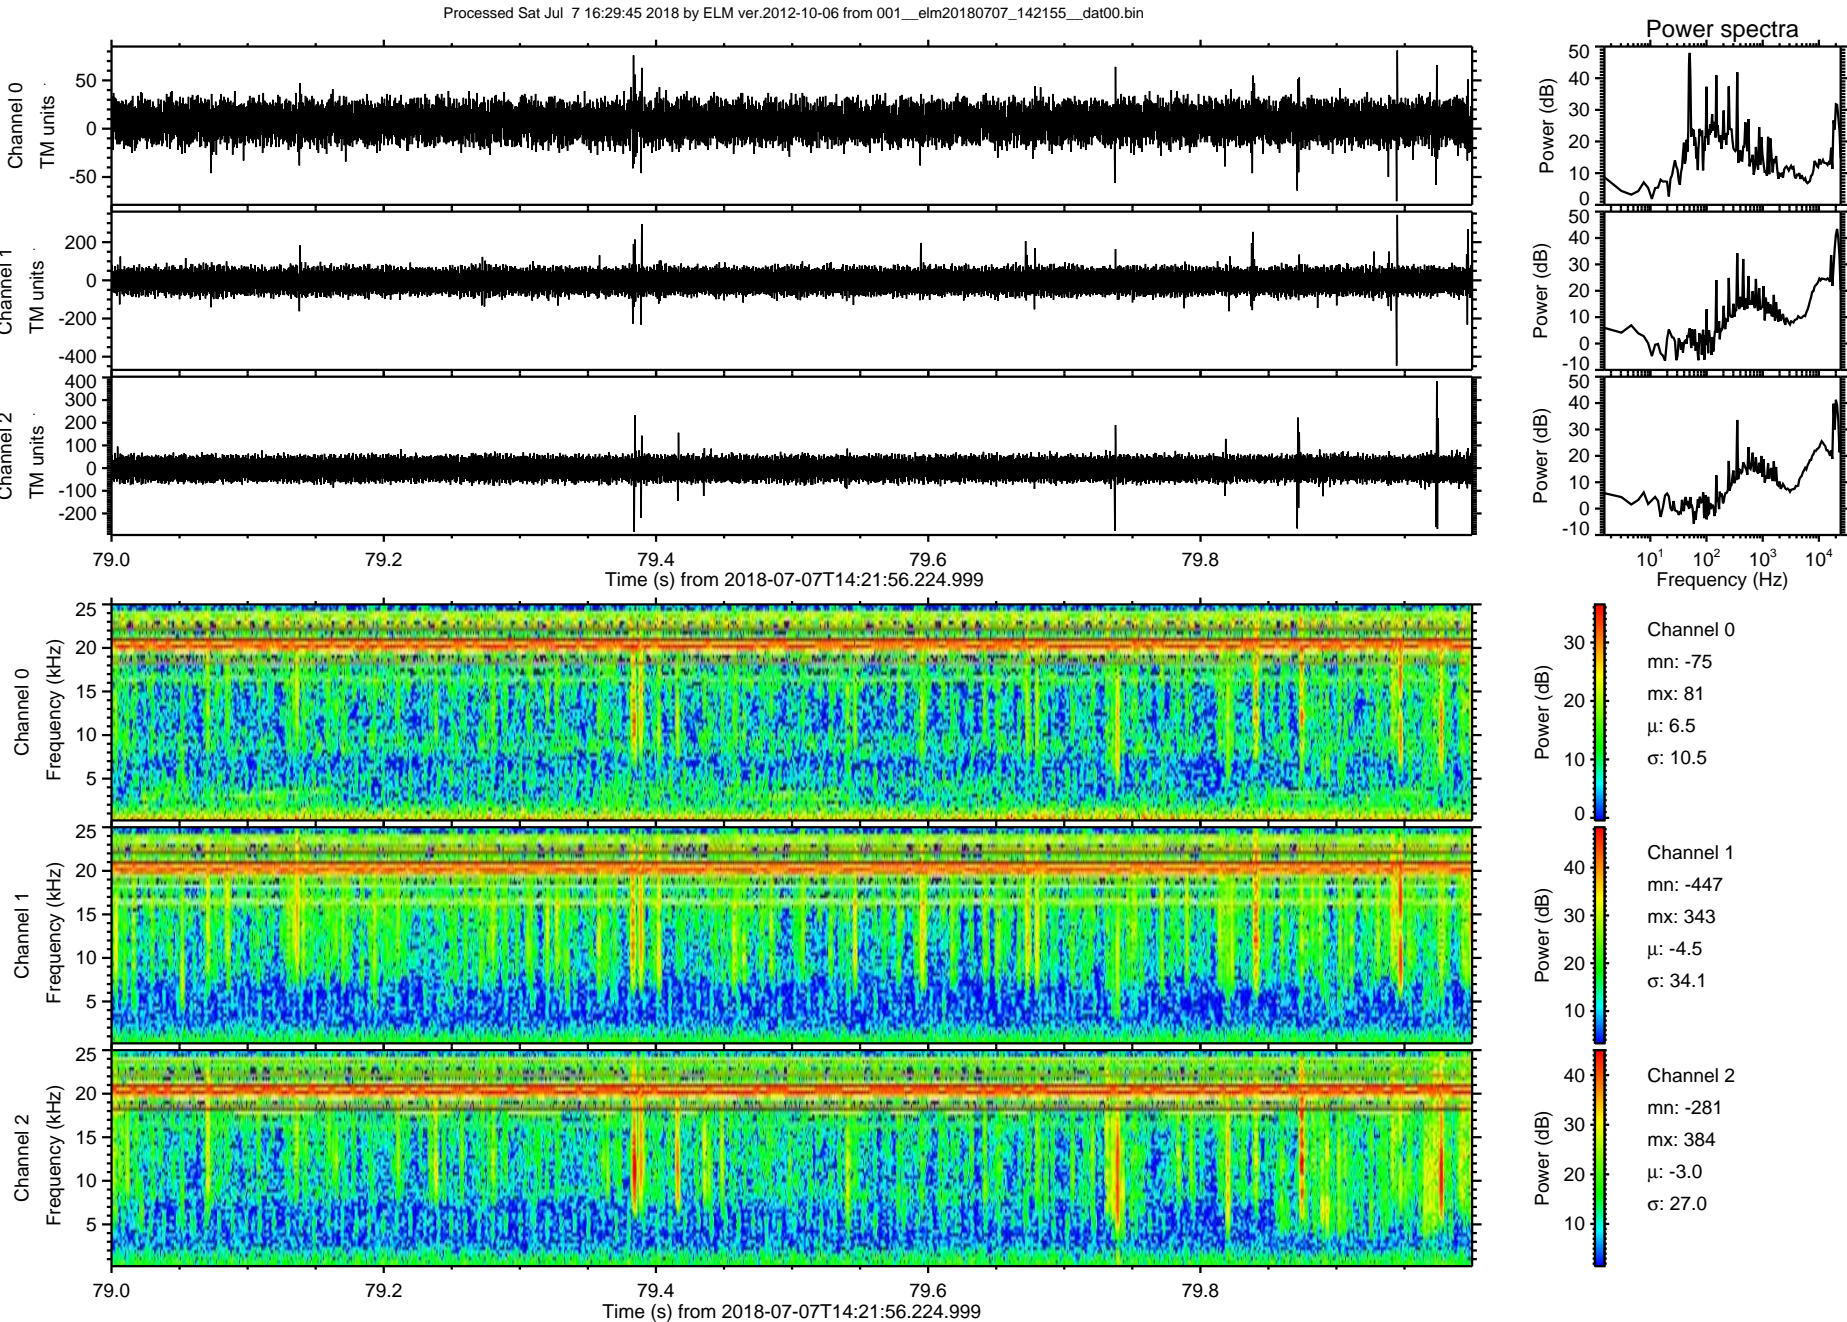 Processed Sat Jul  7 16:29:45 2018 by ELM ver.2012-10-06 from 001__elm20180707_142155__dat00.bin
Power spectra
Channel 0
TM units
50
0
-50
Power (dB)
50
40
30
20
10
0
Channel 1
TM units
200
0
-200
-400
Power (dB)
50
40
30
20
10
0
-10
Channel 2
TM units
400
300
200
100
0
-100
-200
Power (dB)
50
40
30
20
10
0
-10
79.0 79.2 79.4 79.6 79.8
Time (s) from 2018-07-07T14:21:56.224.999
10¹ 10² 10³ 10⁴
Frequency (Hz)
Channel 0
Frequency (kHz)
25
20
15
10
5
Power (dB)
30
20
10
0
Channel 0
mn: -75
mx: 81
μ: 6.5
σ: 10.5
Channel 1
Frequency (kHz)
25
20
15
10
5
Power (dB)
40
30
20
10
Channel 1
mn: -447
mx: 343
μ: -4.5
σ: 34.1
Channel 2
Frequency (kHz)
25
20
15
10
5
Power (dB)
40
30
20
10
Channel 2
mn: -281
mx: 384
μ: -3.0
σ: 27.0
79.0 79.2 79.4 79.6 79.8
Time (s) from 2018-07-07T14:21:56.224.999